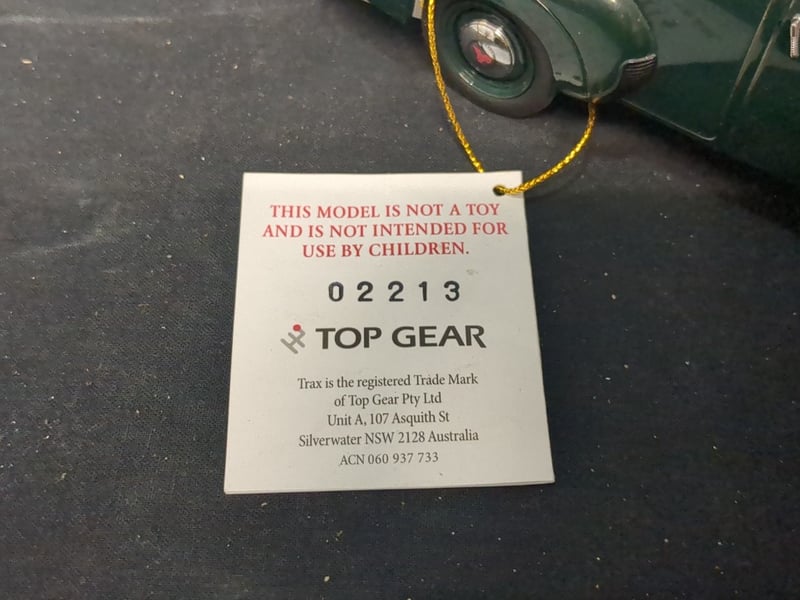 THIS MODEL IS NOT A TOY
AND IS NOT INTENDED FOR
USE BY CHILDREN.
02213
TOP GEAR
Trax is the registered Trade Mark
of Top Gear Pty Ltd
Unit A, 107 Asquith St
Silverwater NSW 2128 Australia
ACN 060 937 733